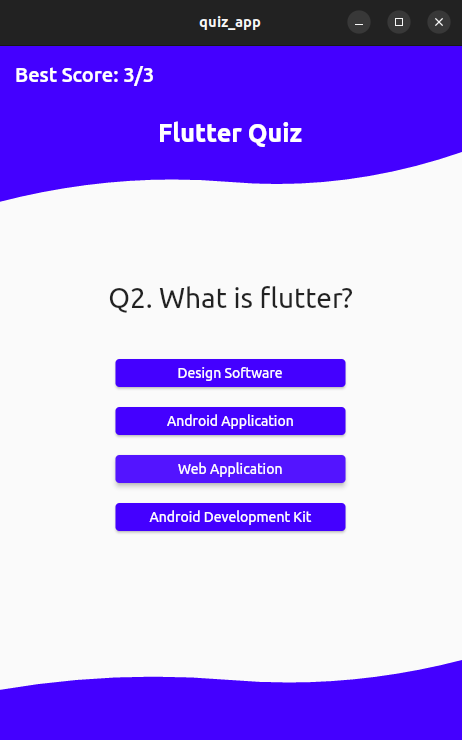 quiz_app
Best Score: 3/3
Flutter Quiz
Q2. What is flutter?
Design Software
Android Application
Web Application
Android Development Kit